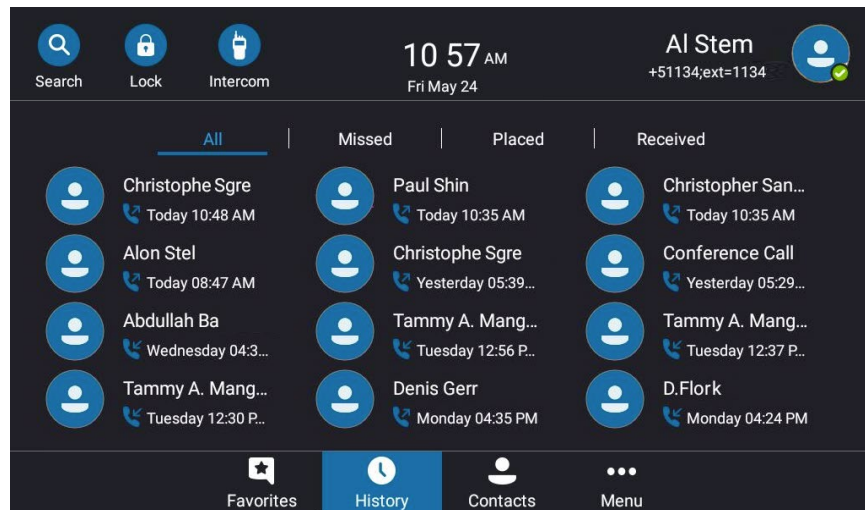 Search Lock Intercom
10 57 AM
Fri May 24
Al Stem
+51134;ext=1134
All Missed Placed Received
Christophe Sgre Paul Shin Christopher San...
Today 10:48 AM Today 10:35 AM Today 10:35 AM
Alon Stel Christophe Sgre Conference Call
Today 08:47 AM Yesterday 05:39... Yesterday 05:29...
Abdullah Ba Tammy A. Mang... Tammy A. Mang...
Wednesday 04:3... Tuesday 12:56 P... Tuesday 12:37 P...
Tammy A. Mang... Denis Gerr D.Flork
Tuesday 12:30 P... Monday 04:35 PM Monday 04:24 PM
Favorites History Contacts Menu